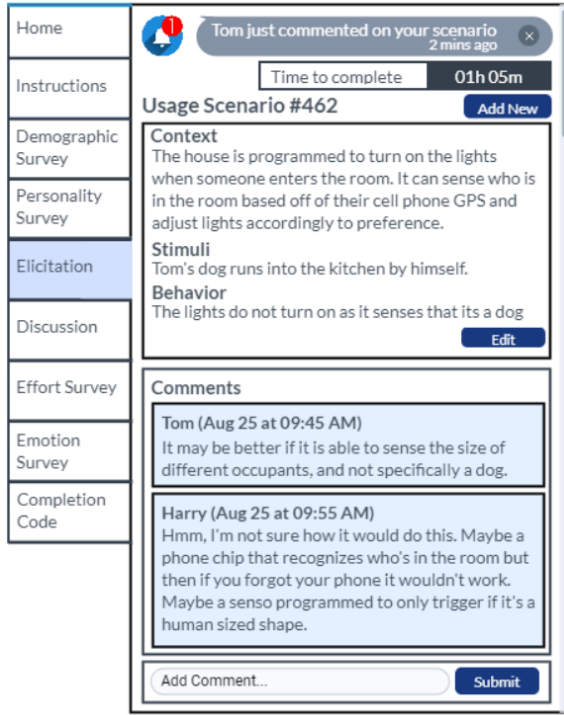 Home
Instructions
Demographic
Survey
Personality
Survey
Elicitation
Discussion
Effort Survey
Emotion
Survey
Completion
Code
1
Tom just commented on your scenario
2 mins ago
Time to complete 01h 05m
Usage Scenario #462
Add New
Context
The house is programmed to turn on the lights
when someone enters the room. It can sense who is
in the room based off of their cell phone GPS and
adjust lights accordingly to preference.
Stimuli
Tom's dog runs into the kitchen by himself.
Behavior
The lights do not turn on as it senses that its a dog
Edit
Comments
Tom (Aug 25 at 09:45 AM)
It may be better if it is able to sense the size of
different occupants, and not specifically a dog.
Harry (Aug 25 at 09:55 AM)
Hmm, I'm not sure how it would do this. Maybe a
phone chip that recognizes who's in the room but
then if you forgot your phone it wouldn't work.
Maybe a senso programmed to only trigger if it's a
human sized shape.
Add Comment...
Submit